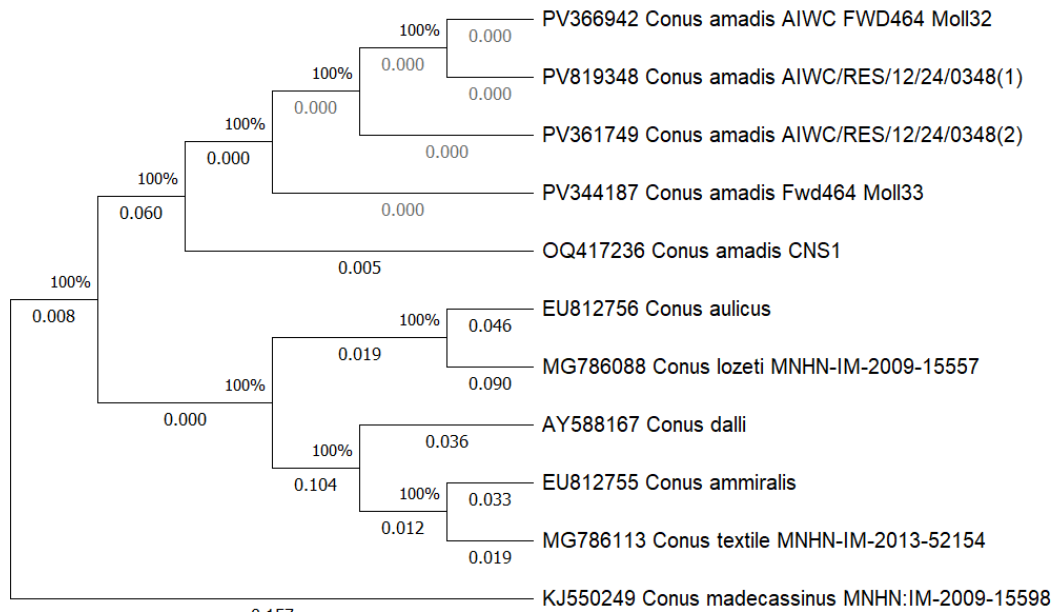 PV366942 Conus amadis AIWC FWD464 Moll32
100%
0.000
0.000
PV819348 Conus amadis AIWC/RES/12/24/0348(1)
100%
0.000
0.000
PV361749 Conus amadis AIWC/RES/12/24/0348(2)
100%
0.000
0.000
PV344187 Conus amadis Fwd464 Moll33
100%
0.060
0.000
OQ417236 Conus amadis CNS1
0.005
100%
0.008
EU812756 Conus aulicus
100%
0.046
0.019
MG786088 Conus lozeti MNHN-IM-2009-15557
0.090
100%
0.000
AY588167 Conus dalli
0.036
100%
0.104
EU812755 Conus ammiralis
100%
0.033
0.012
MG786113 Conus textile MNHN-IM-2013-52154
0.019
KJ550249 Conus madecassinus MNHN:IM-2009-15598